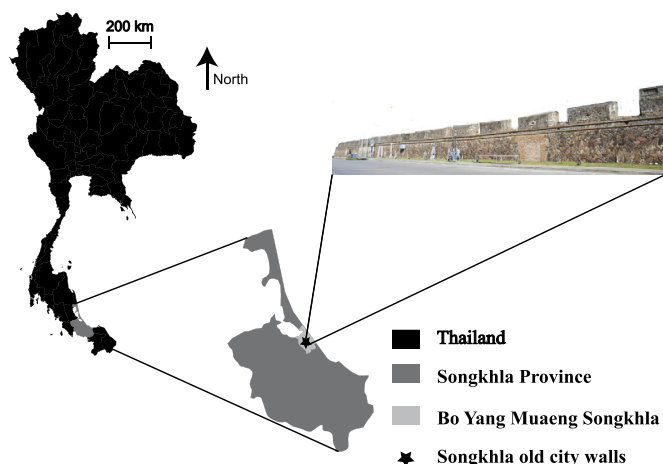 200 km
North
Thailand
Songkhla Province
Bo Yang Muaeng Songkhla
Songkhla old city walls